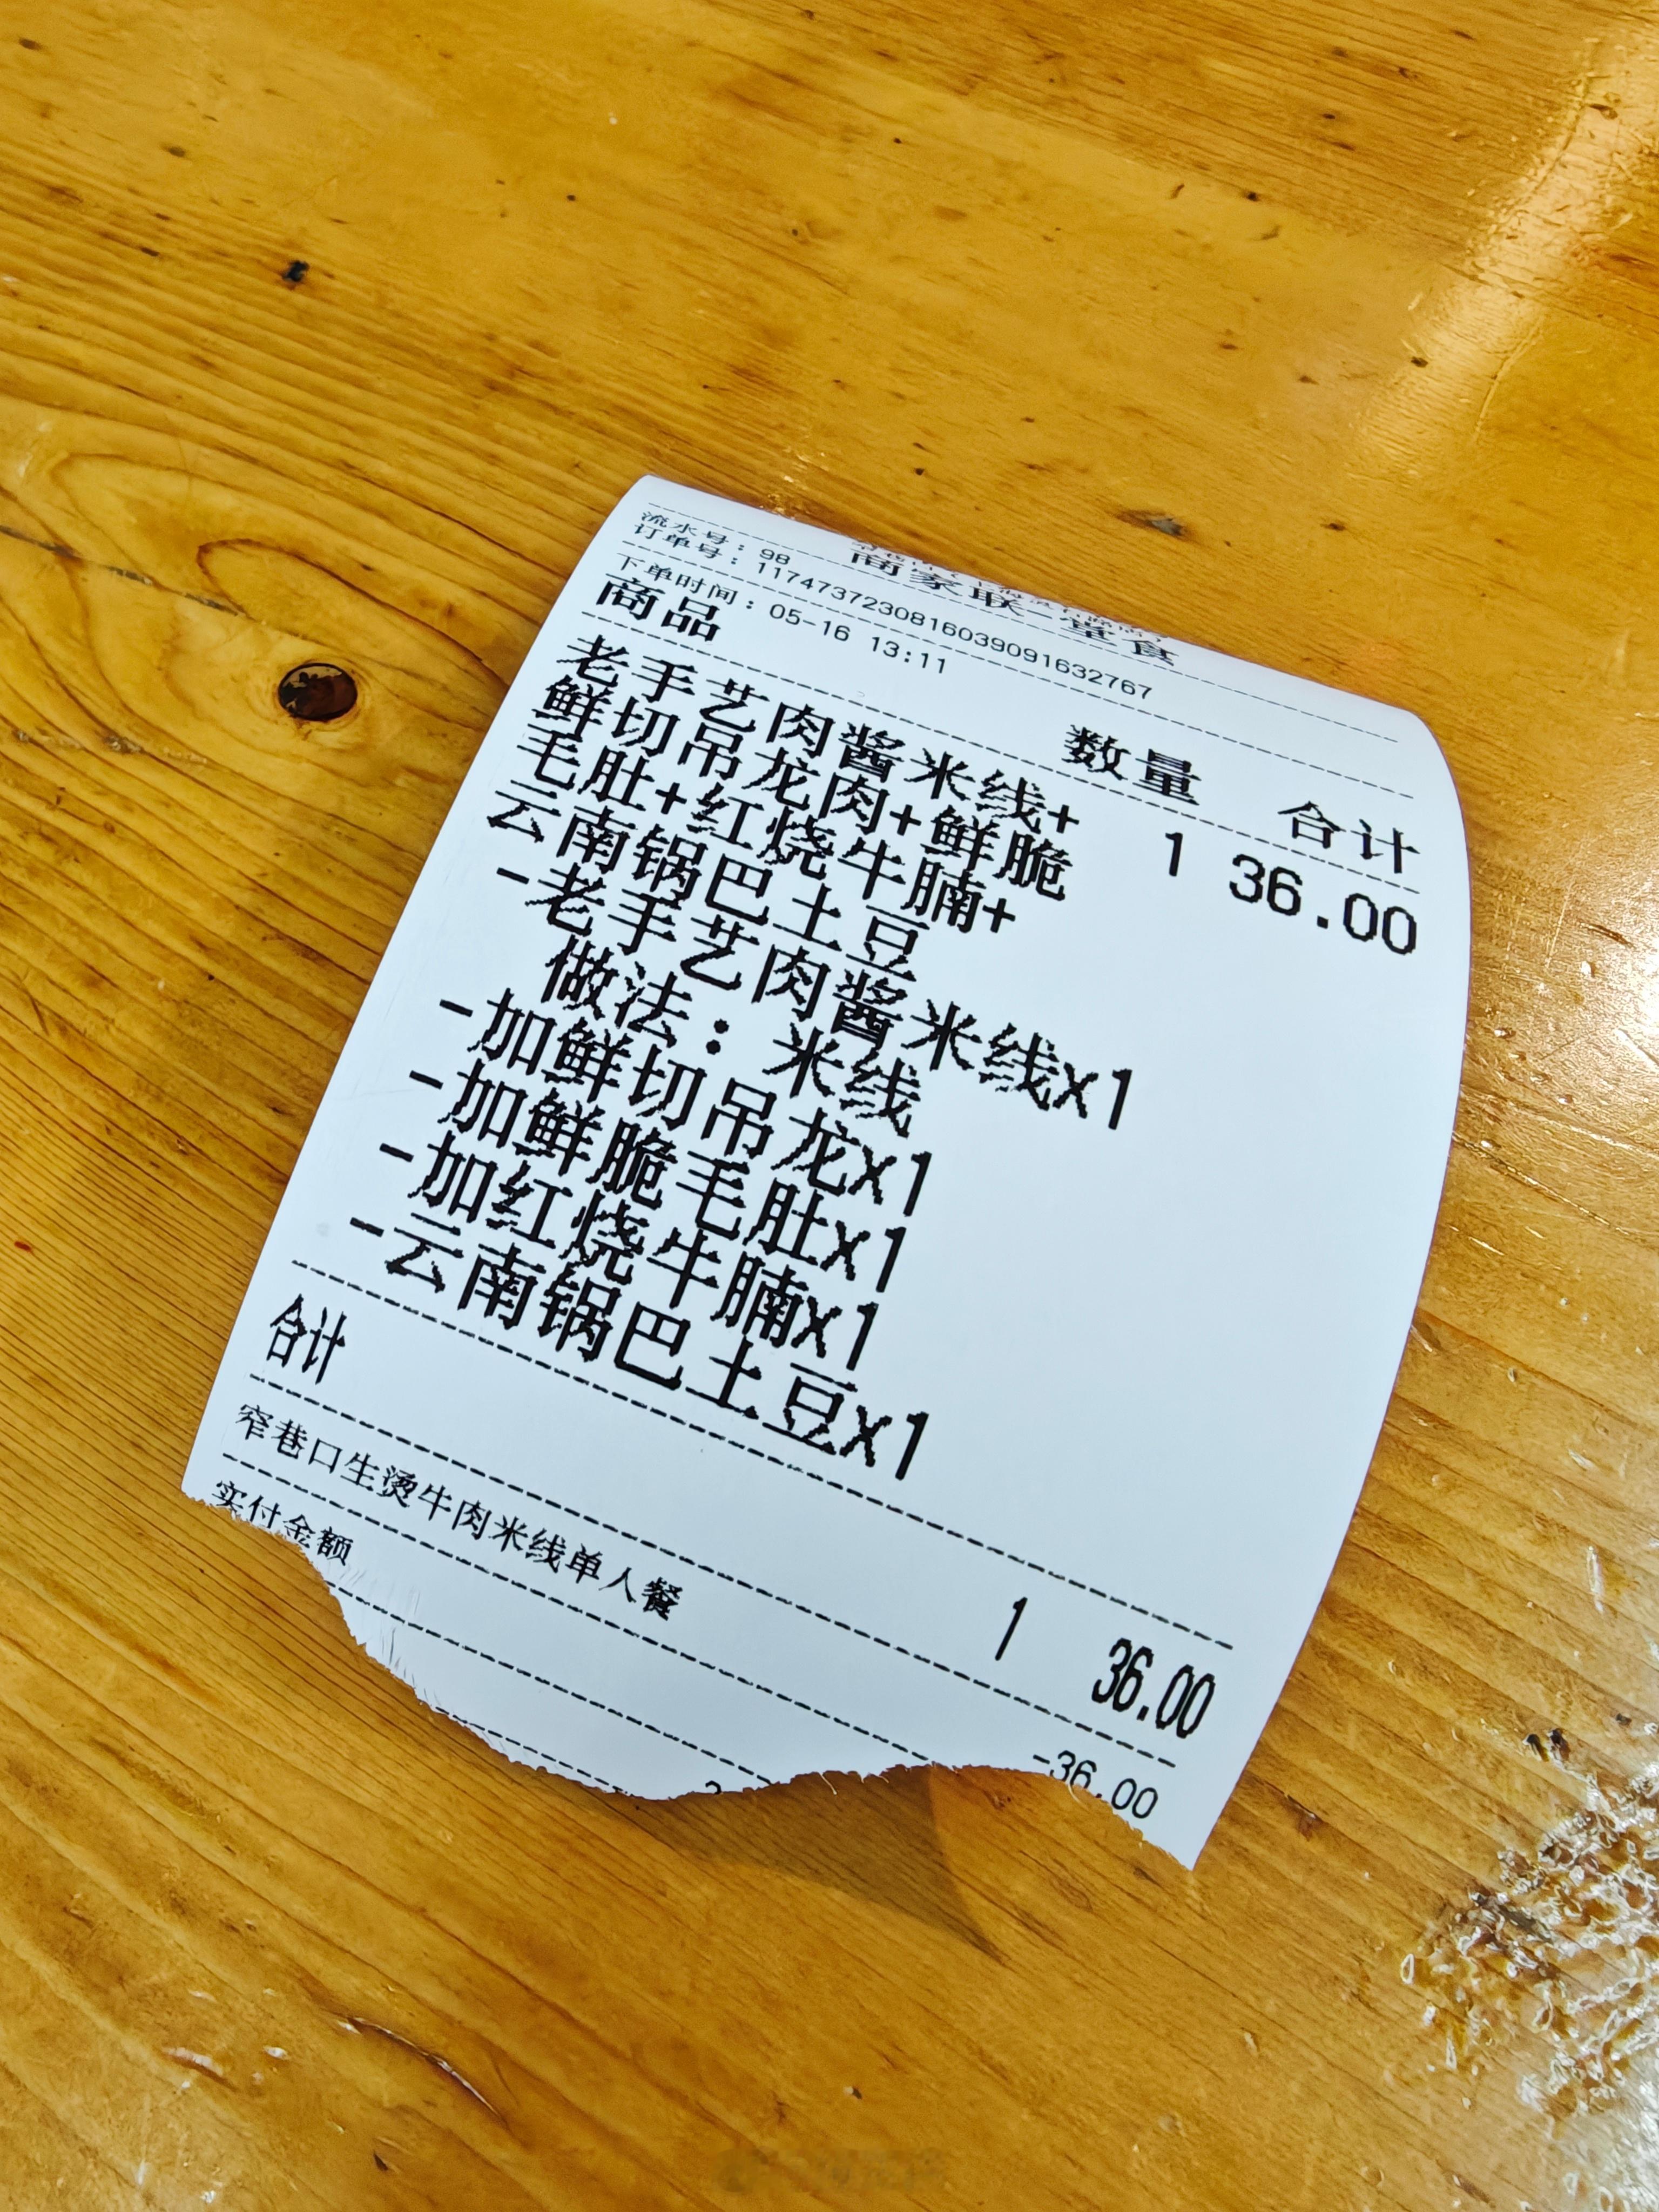 商家联 堂食
流水号：98
订单号：1174737230816039091632767
下单时间：05-16 13:11
商品 数量 合计
老手艺肉酱米线+ 1 36.00
鲜切吊龙肉+鲜脆
毛肚+红烧牛腩+
云南锅巴土豆
-老手艺肉酱米线x1
做法：米线
-加鲜切吊龙x1
-加鲜脆毛肚x1
-加红烧牛腩x1
-云南锅巴土豆x1
合计 1 36.00
窄巷口生烫牛肉米线单人餐 -36.00
实付金额